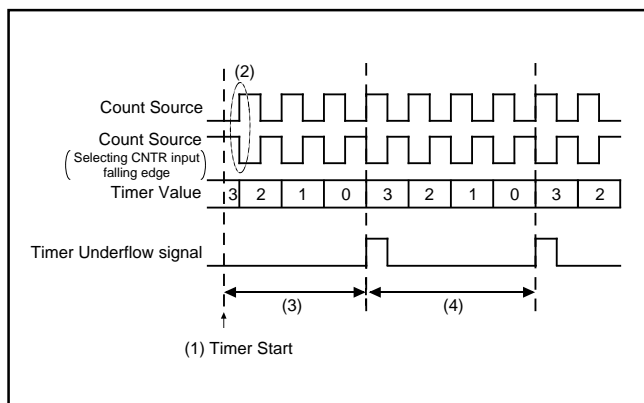 (2)
Count Source
Count Source
(Selecting CNTR input
falling edge)
Timer Value 3 2 1 0 3 2 1 0 3 2
Timer Underflow signal
(3) (4)
(1) Timer Start